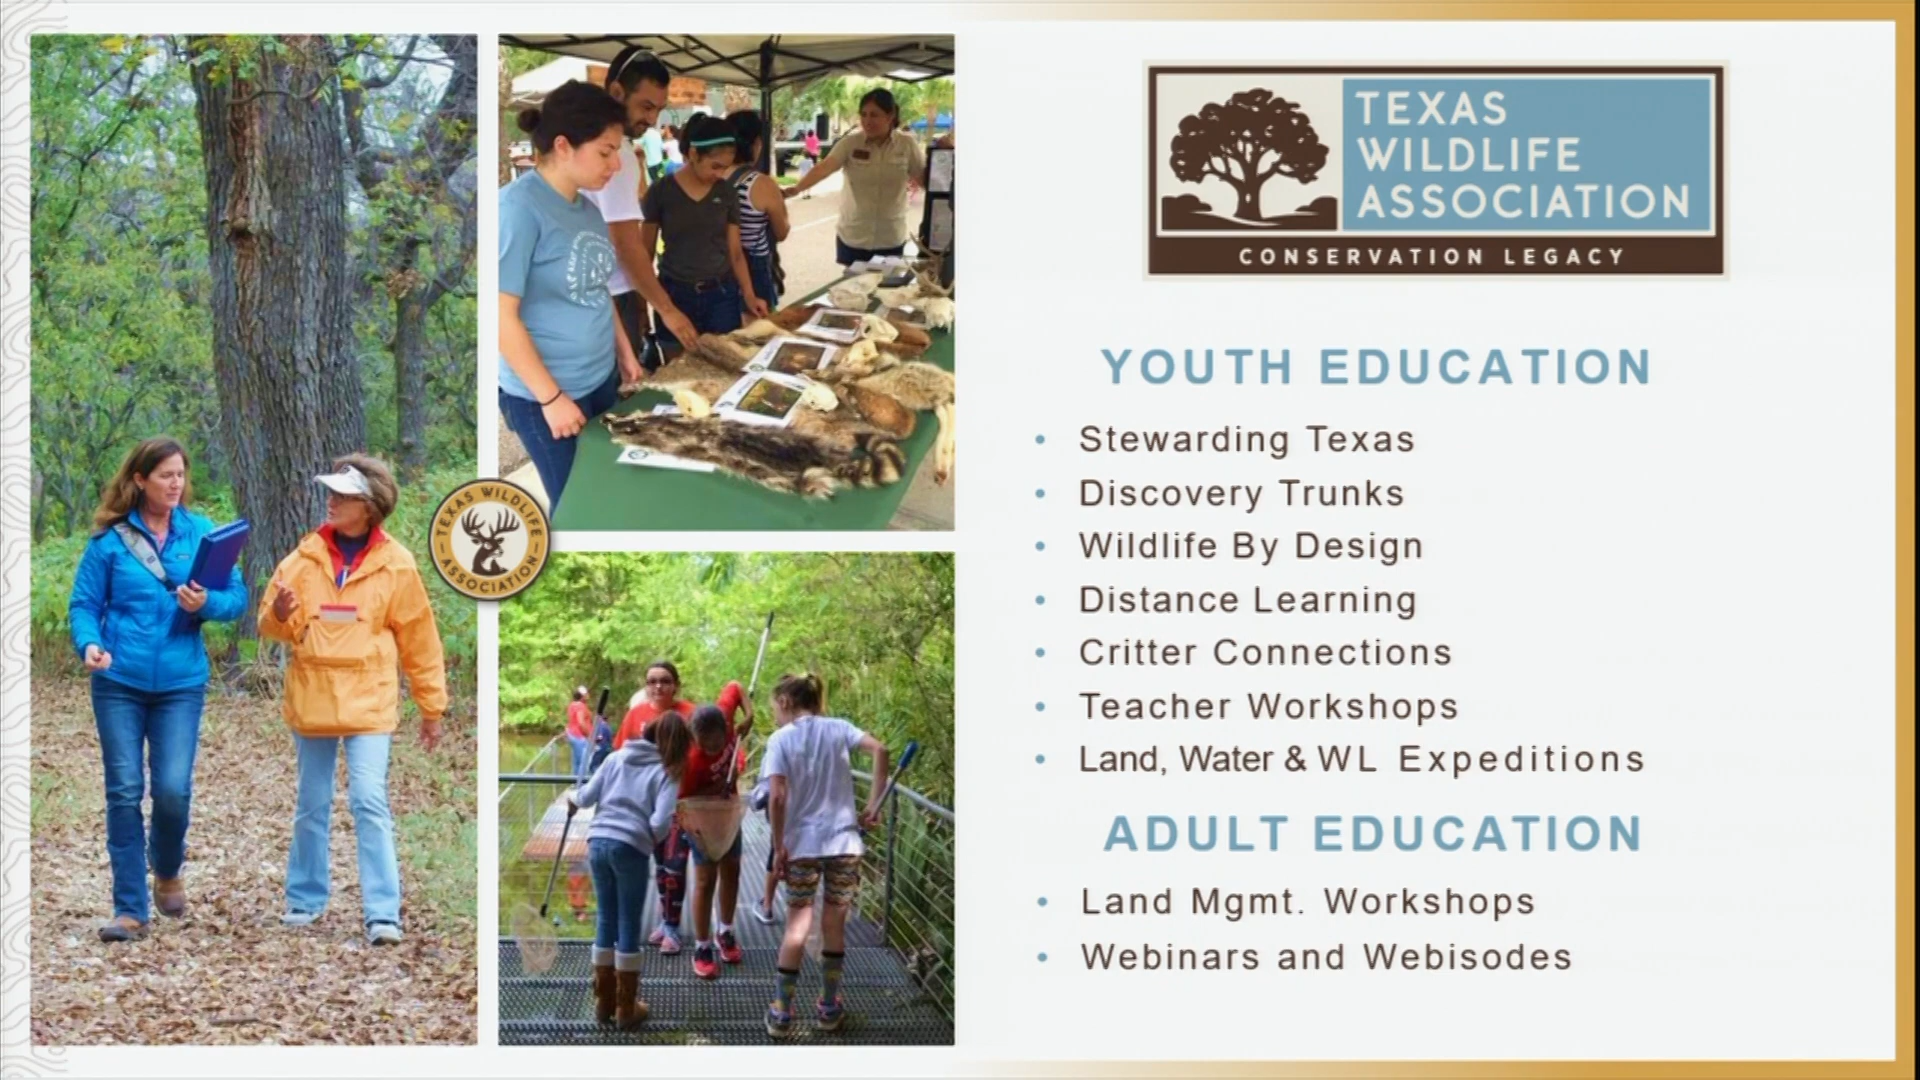 TEXAS
WILDLIFE
ASSOCIATION
CONSERVATION LEGACY
TEXAS WILDLIFE
ASSOCIATION
YOUTH EDUCATION
• Stewarding Texas
• Discovery Trunks
• Wildlife By Design
• Distance Learning
• Critter Connections
• Teacher Workshops
• Land, Water & WL Expeditions
ADULT EDUCATION
• Land Mgmt. Workshops
• Webinars and Webisodes